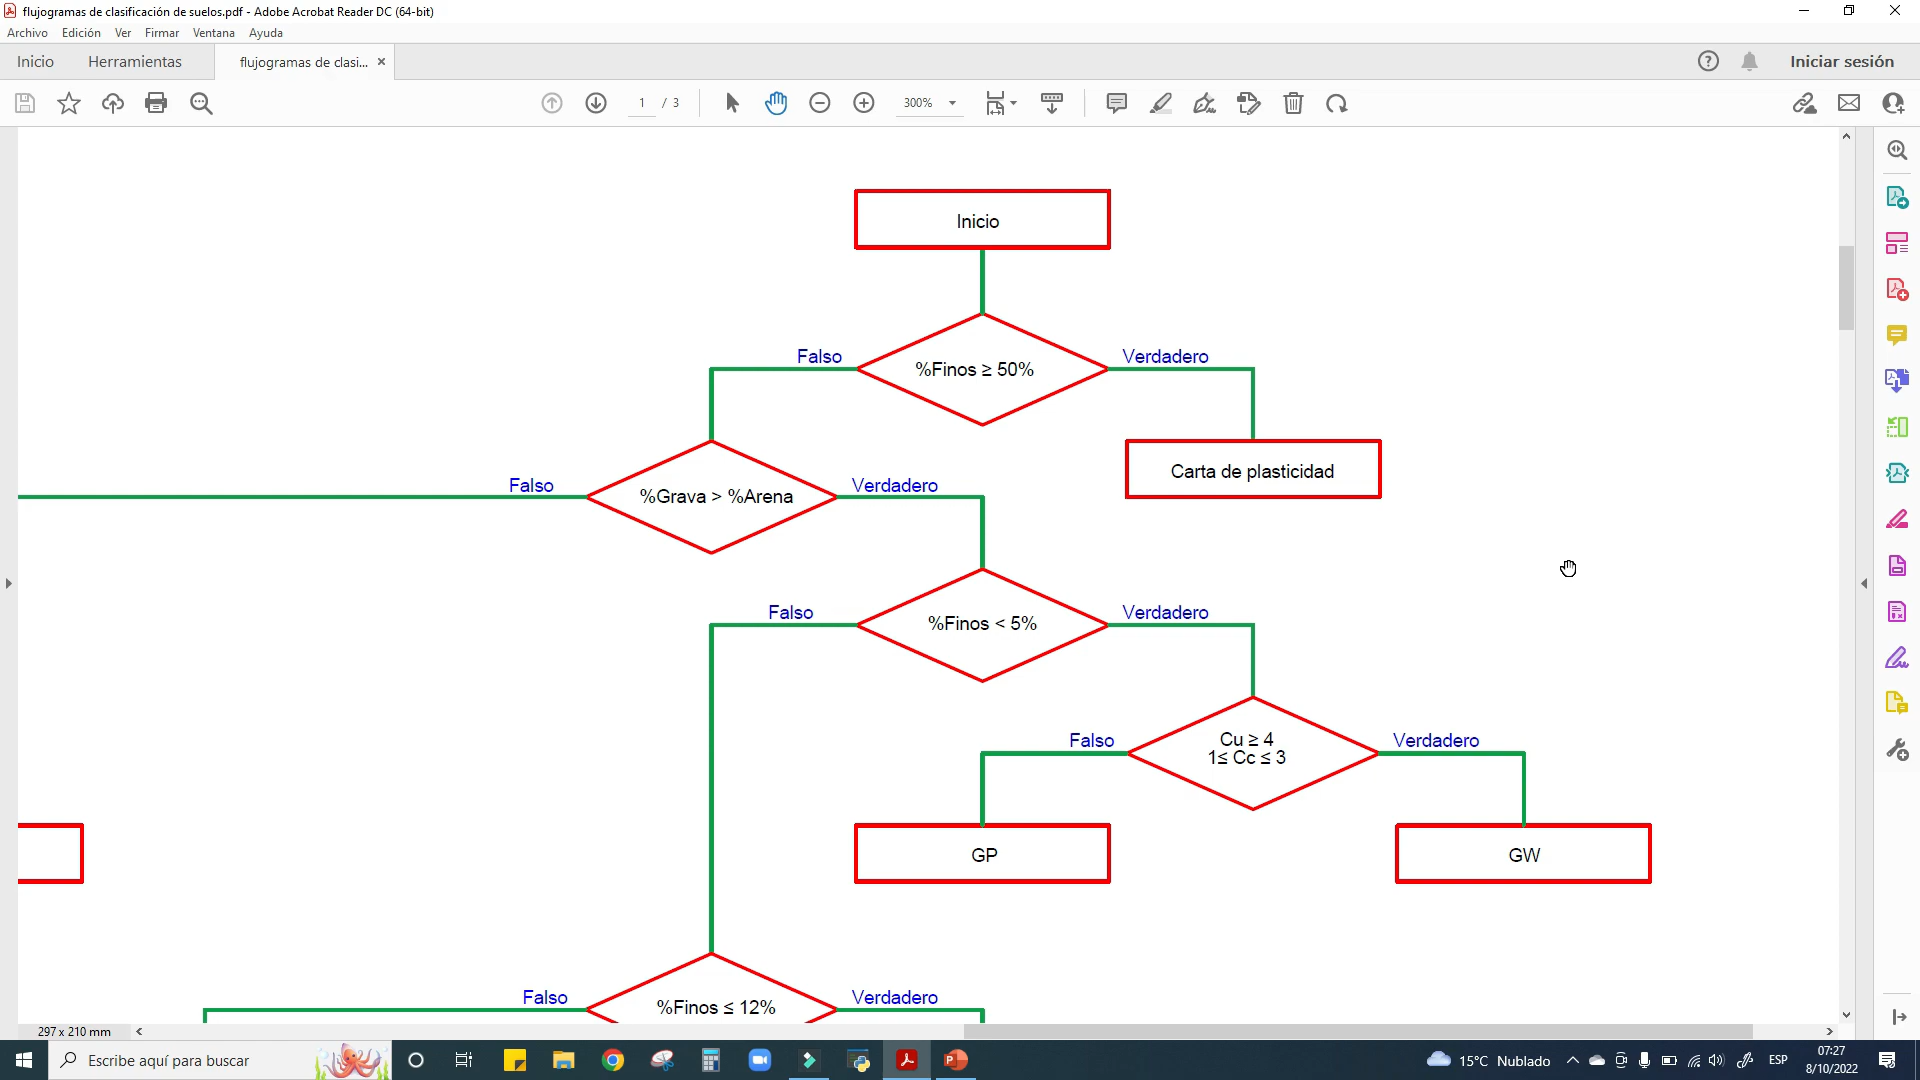 flujogramas de clasificación de suelos.pdf - Adobe Acrobat Reader DC (64-bit)
Archivo Edición Ver Firmar Ventana Ayuda
Inicio Herramientas flujogramas de clasi... × Iniciar sesión
1 / 3 300%
Inicio
Falso %Finos ≥ 50% Verdadero
Carta de plasticidad
Falso %Grava > %Arena Verdadero
Falso %Finos < 5% Verdadero
Falso Cu ≥ 4 Verdadero
1≤ Cc ≤ 3
GP GW
Falso %Finos ≤ 12% Verdadero
297 x 210 mm
Escribe aquí para buscar 15°C Nublado ESP 07:27
8/10/2022